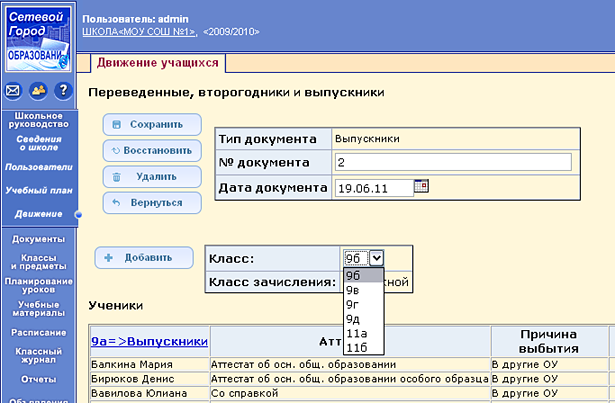 Сетевой
Город
ОБРАЗОВАНИ
Пользователь: admin
ШКОЛА<МОУ СОШ №1>, <2009/2010>
Движение учащихся
Школьное
руководство
Сведения
о школе
Пользователи
Учебный план
Движение
Документы
Классы
и предметы
Планирование
уроков
Учебные
материалы
Расписание
Классный
журнал
Отчеты
Переведенные, второгодники и выпускники
Сохранить
Восстановить
Удалить
Вернуться
Тип документа Выпускники
№ документа 2
Дата документа 19.06.11
Добавить
Класс: 9б
Класс зачисления:
9б
9в
9г
9д
11а
11б
Ученики
9а=>Выпускники Атт Причина
выбытия
Балкина Мария Аттестат об осн. общ. образовании В другие ОУ
Бирюков Денис Аттестат об осн. общ. образовании особого образца В другие ОУ
Вавилова Юлиана Со справкой В другие ОУ